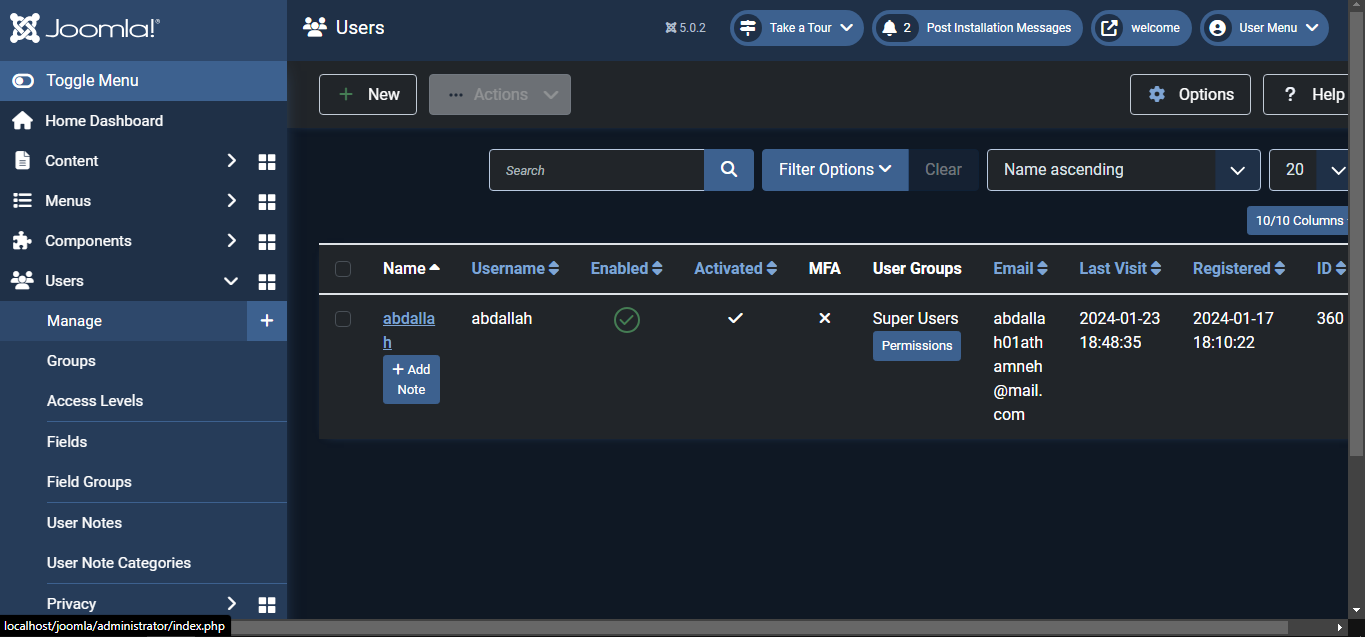 Joomla!®
Users
5.0.2
Take a Tour
2 Post Installation Messages
welcome
User Menu
Toggle Menu
Home Dashboard
Content
Menus
Components
Users
Manage
Groups
Access Levels
Fields
Field Groups
User Notes
User Note Categories
Privacy
localhost/joomla/administrator/index.php
New
Actions
Options
? Help
Search
Filter Options
Clear
Name ascending
20
10/10 Columns
Name Username Enabled Activated MFA User Groups Email Last Visit Registered ID
abdalla
h
+ Add
Note
abdallah
Super Users
Permissions
abdalla
h01ath
amneh
@mail.
com
2024-01-23
18:48:35
2024-01-17
18:10:22
360